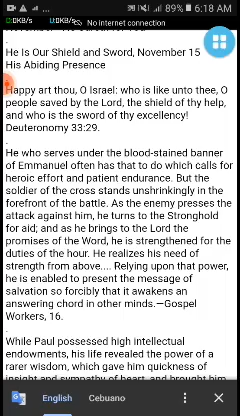 0:0KB/s U:0KB/s No internet connection 89% 6:18 AM
He Is Our Shield and Sword, November 15
His Abiding Presence
.
Happy art thou, O Israel: who is like unto thee, O
people saved by the Lord, the shield of thy help,
and who is the sword of thy excellency!
Deuteronomy 33:29.
.
He who serves under the blood-stained banner
of Emmanuel often has that to do which calls for
heroic effort and patient endurance. But the
soldier of the cross stands unshrinkingly in the
forefront of the battle. As the enemy presses the
attack against him, he turns to the Stronghold
for aid; and as he brings to the Lord the
promises of the Word, he is strengthened for the
duties of the hour. He realizes his need of
strength from above.... Relying upon that power,
he is enabled to present the message of
salvation so forcibly that it awakens an
answering chord in other minds.—Gospel
Workers, 16.
.
While Paul possessed high intellectual
endowments, his life revealed the power of a
rarer wisdom, which gave him quickness of
insight and sympathy of heart, and brought him
English Cebuano